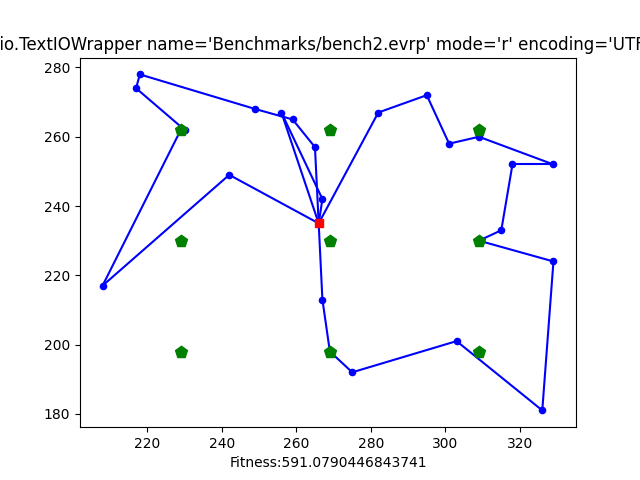 io.TextIOWrapper name='Benchmarks/bench2.evrp' mode='r' encoding='UTF
280
260
240
220
200
180
220 240 260 280 300 320
Fitness:591.0790446843741